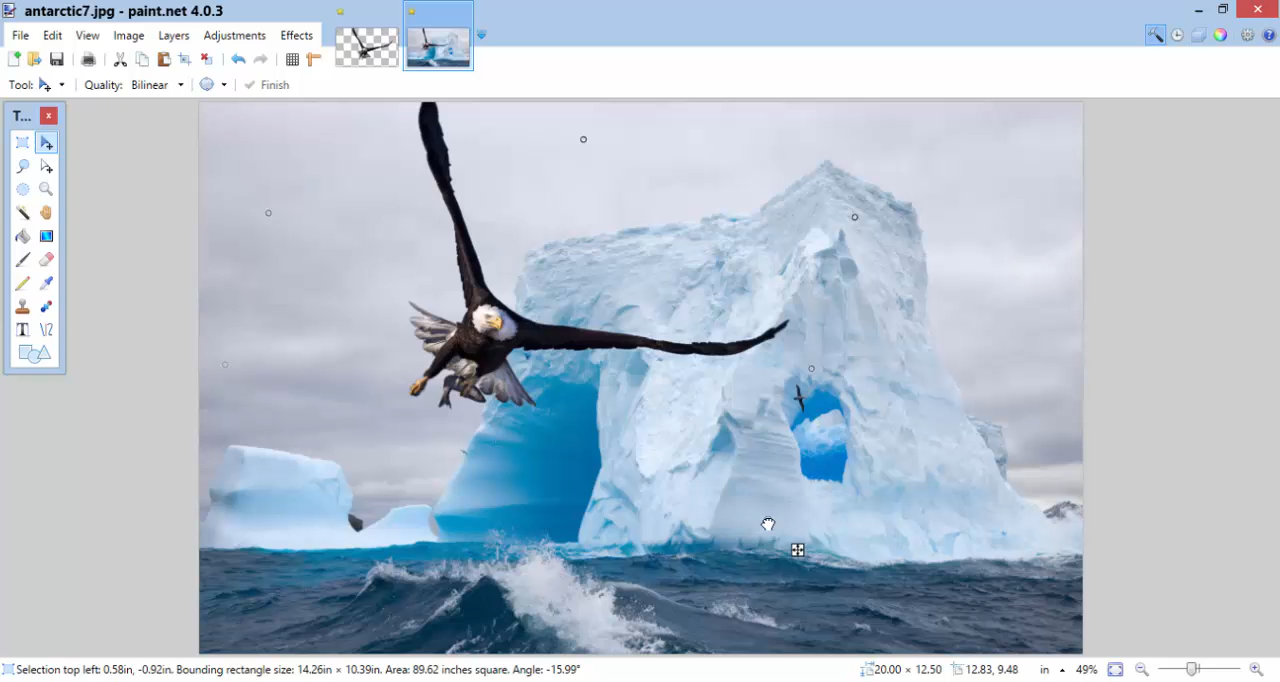 antarctic7.jpg - paint.net 4.0.3
File Edit View Image Layers Adjustments Effects
Tool: Quality: Bilinear Finish
T...
Selection top left: 0.58in, -0.92in. Bounding rectangle size: 14.26in × 10.39in. Area: 89.62 inches square. Angle: -15.99° 20.00 × 12.50 12.83, 9.48 in 49%